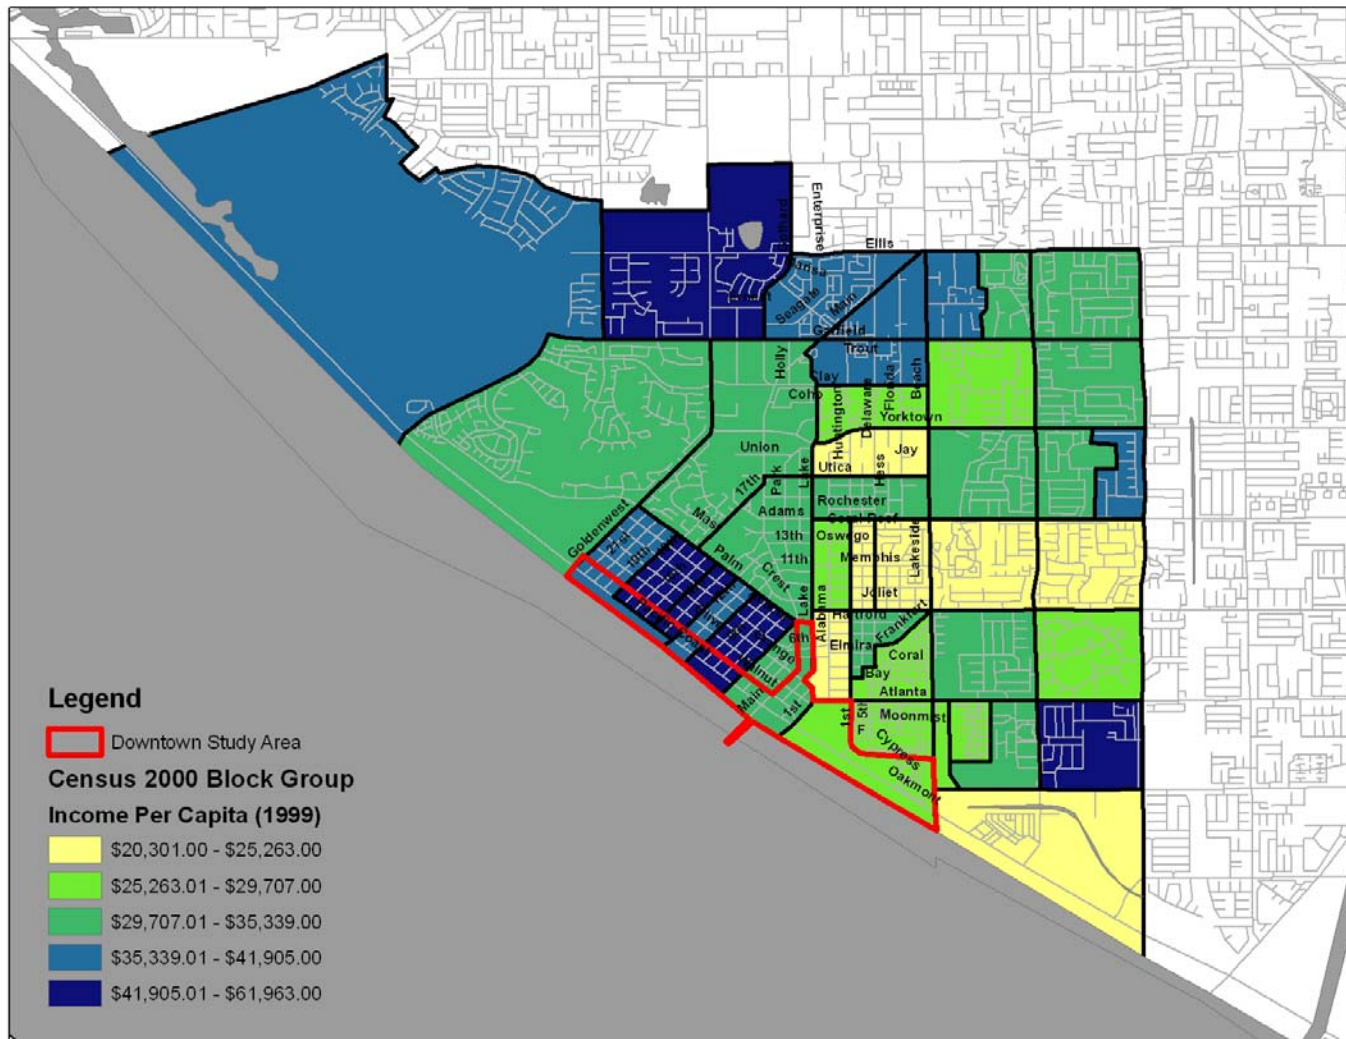 Enterprise
Ellis
Seagate
Main
Garfield
Trout
Holly
Clay
Coho
Huntington
Delaware
Florida
Beach
Yorktown
Union
Jay
Utica
Hess
Lake
Park
17th
Rochester
Adams
Goldenwest
21st
19th
Palm
13th
Oswego
11th
Memphis
Lakeside
Crest
Joliet
Lake
Alabama
Hartford
Frankfort
6th
Elmira
Coral
Bay
Atlanta
Main
1st
1st
5th
Moonmist
F
Cypress
Oakmont
Legend
Downtown Study Area
Census 2000 Block Group
Income Per Capita (1999)
$20,301.00 - $25,263.00
$25,263.01 - $29,707.00
$29,707.01 - $35,339.00
$35,339.01 - $41,905.00
$41,905.01 - $61,963.00